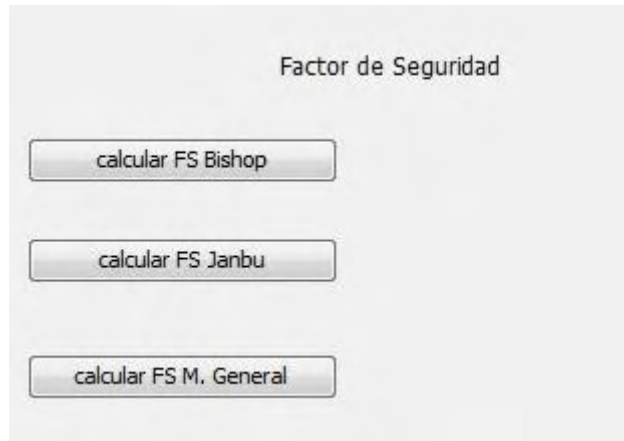 Factor de Seguridad
calcular FS Bishop
calcular FS Janbu
calcular FS M. General